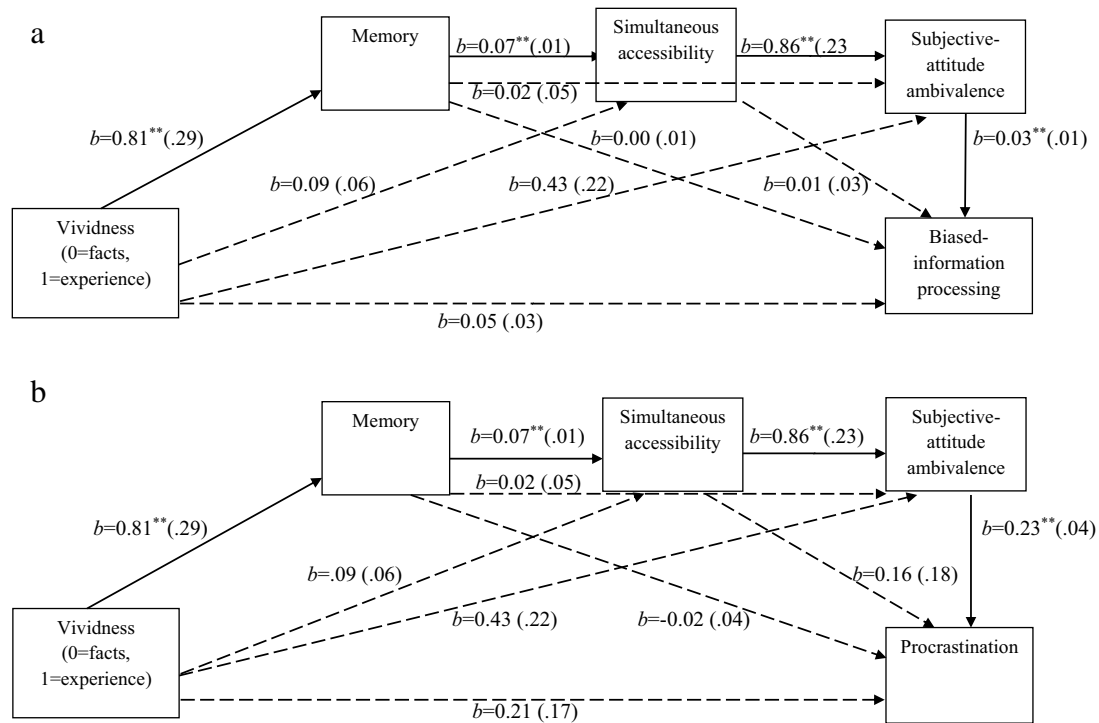 a
Memory
Simultaneous
accessibility
Subjective-
attitude
ambivalence
b=0.07**(.01)
b=0.86**(.23
b=0.02 (.05)
b=0.81**(.29)
b=0.00 (.01)
b=0.03**(.01)
b=0.09 (.06)
b=0.43 (.22)
b=0.01 (.03)
Vividness
(0=facts,
1=experience)
Biased-
information
processing
b=0.05 (.03)
b
Memory
Simultaneous
accessibility
Subjective-
attitude
ambivalence
b=0.07**(.01)
b=0.86**(.23)
b=0.02 (.05)
b=0.81**(.29)
b=0.23**(.04)
b=.09 (.06)
b=0.16 (.18)
b=0.43 (.22)
b=-0.02 (.04)
Vividness
(0=facts,
1=experience)
Procrastination
b=0.21 (.17)